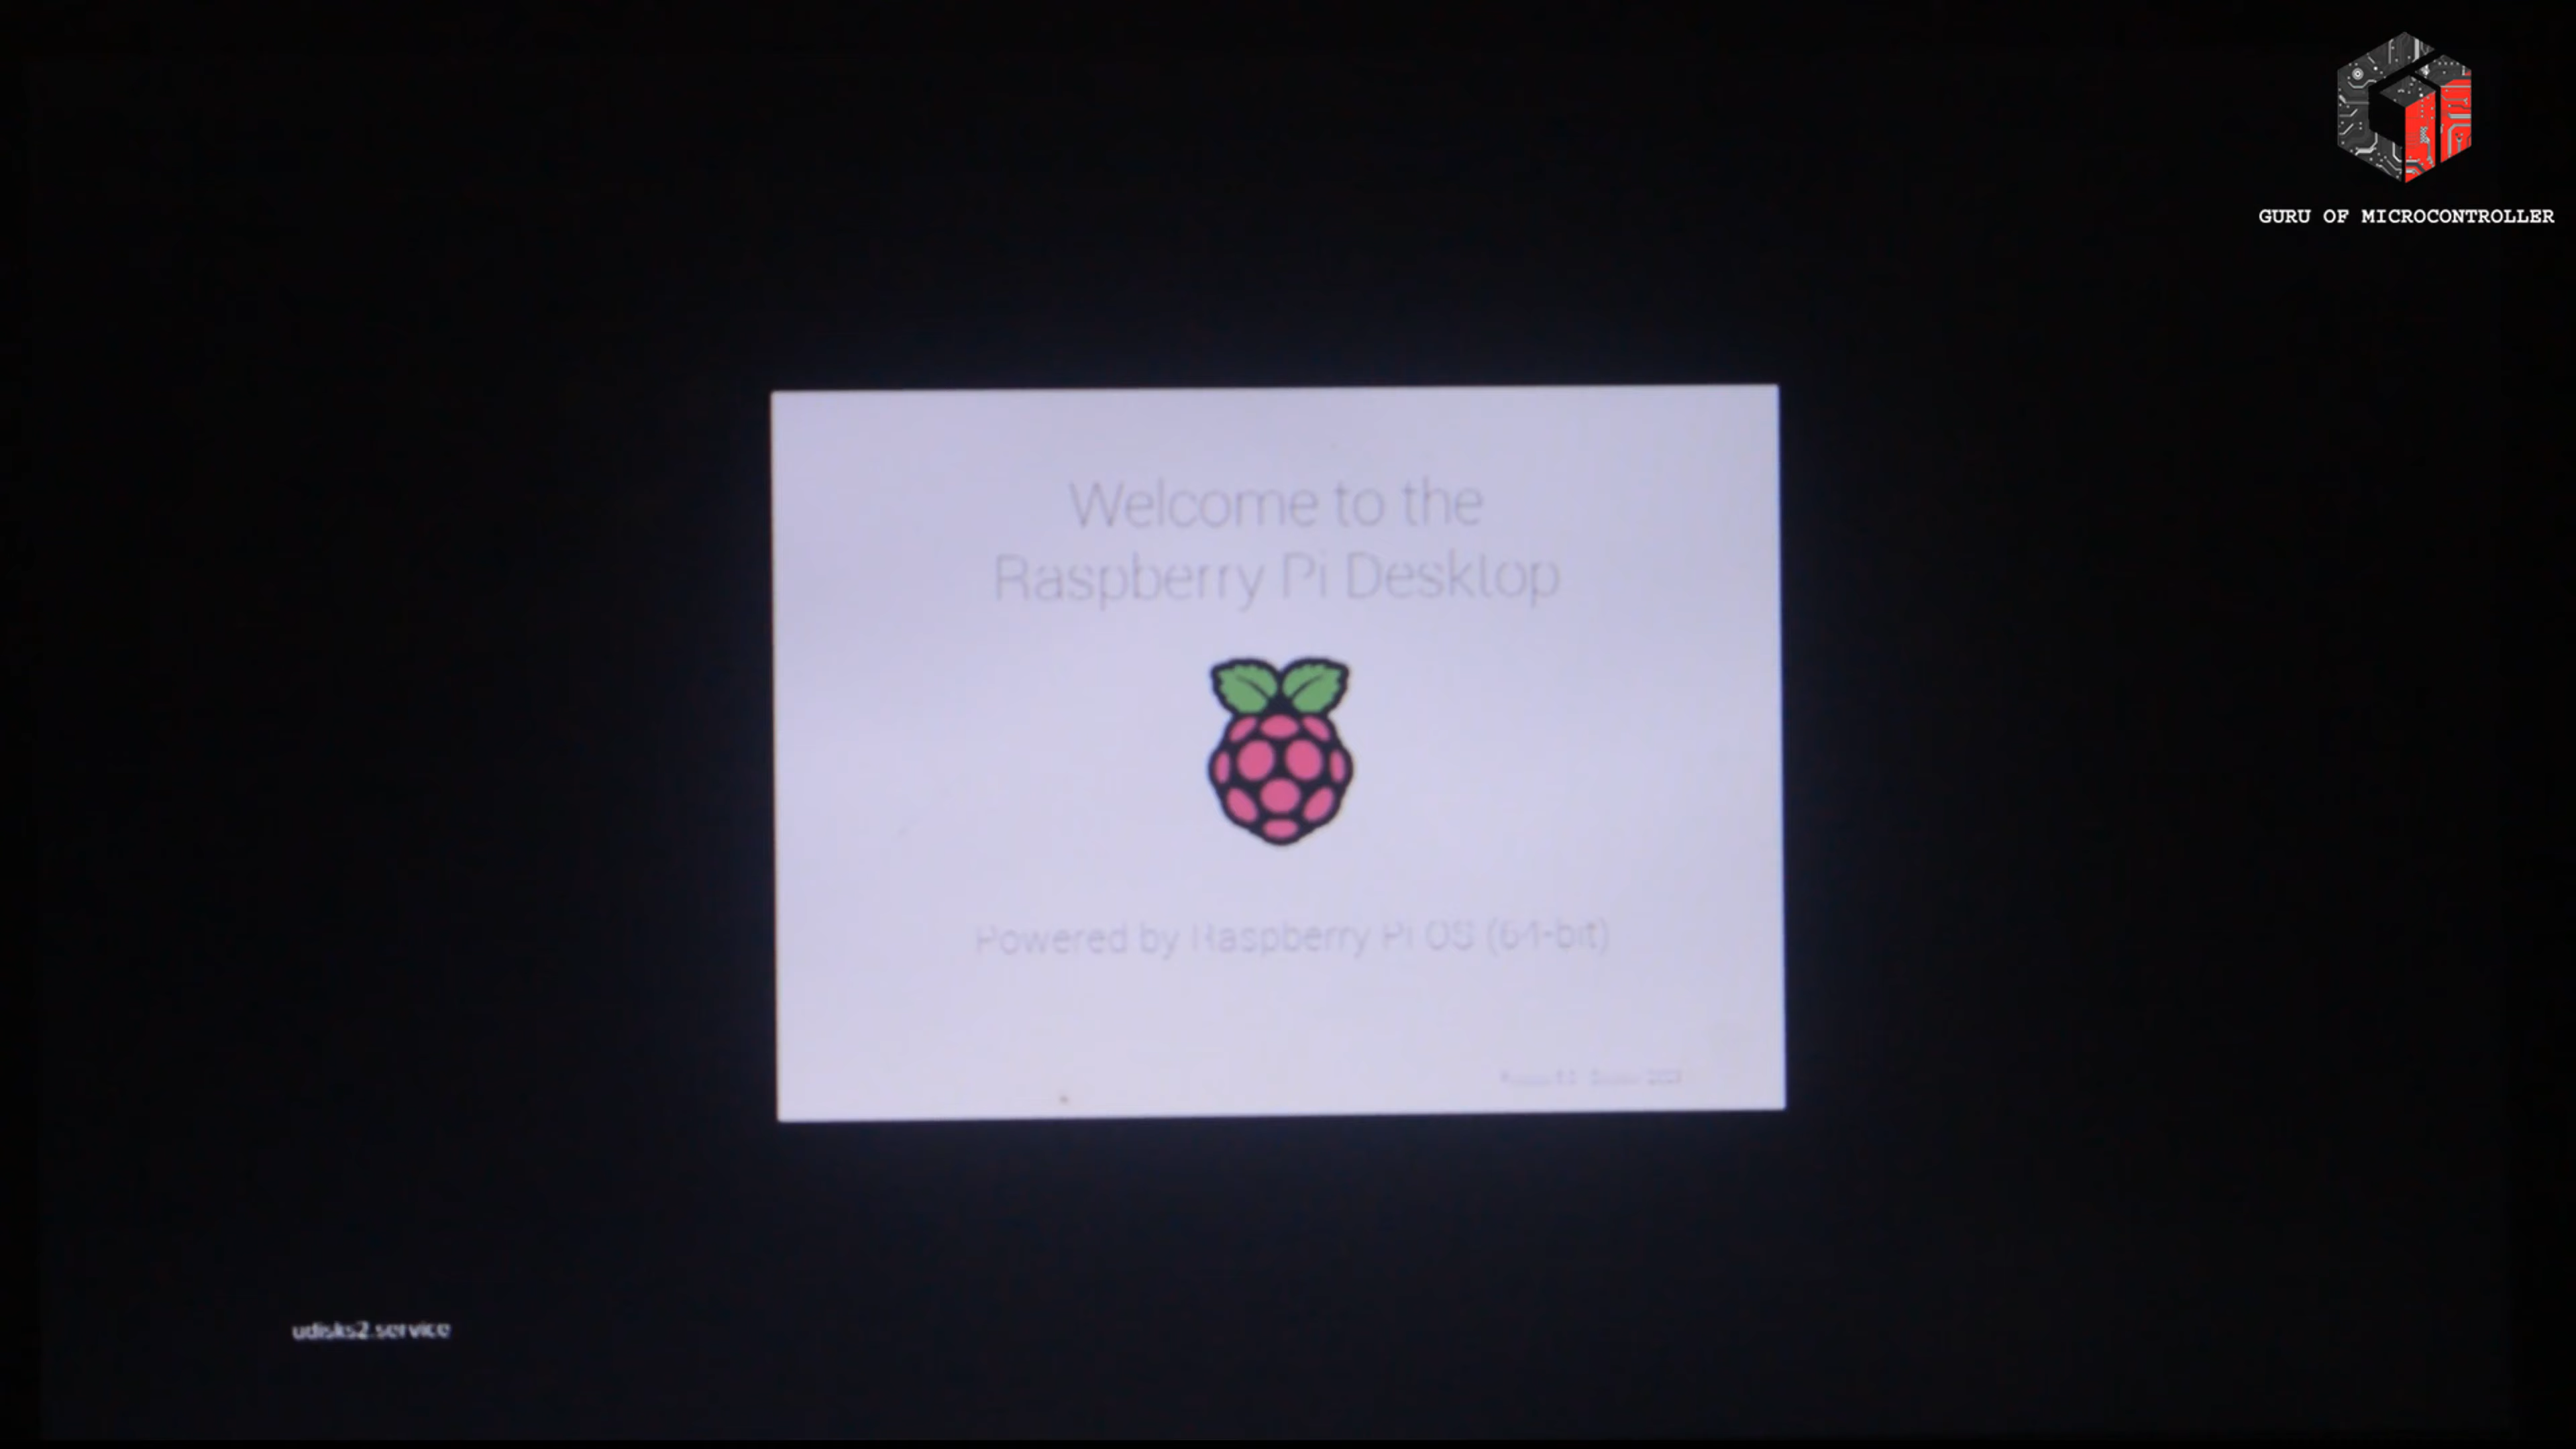 GURU OF MICROCONTROLLER
Welcome to the
Raspberry Pi Desktop
Powered by Raspberry Pi OS (64-bit)
udisks2.service